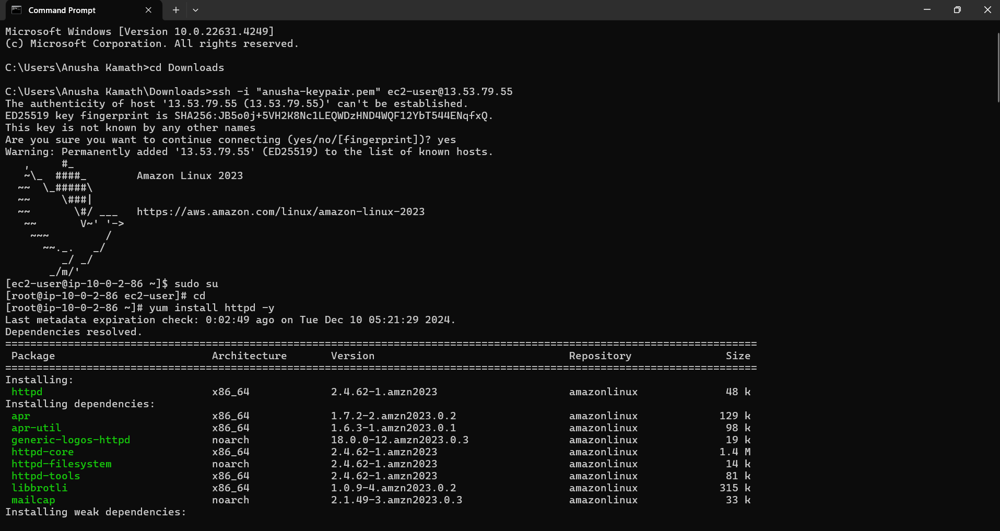 Command Prompt
Microsoft Windows [Version 10.0.22631.4249]
(c) Microsoft Corporation. All rights reserved.
C:\Users\Anusha Kamath>cd Downloads
C:\Users\Anusha Kamath\Downloads>ssh -i "anusha-keypair.pem" ec2-user@13.53.79.55
The authenticity of host '13.53.79.55 (13.53.79.55)' can't be established.
ED25519 key fingerprint is SHA256:JB5o0j+5VH2K8Nc1LEQWDzHND4WQF12YbT544ENqfxQ.
This key is not known by any other names
Are you sure you want to continue connecting (yes/no/[fingerprint])? yes
Warning: Permanently added '13.53.79.55' (ED25519) to the list of known hosts.
   ,     #_
   ~\_  ####_        Amazon Linux 2023
  ~~  \_#####\
  ~~     \###|
  ~~       \#/ ___   https://aws.amazon.com/linux/amazon-linux-2023
   ~~       V~' '->
    ~~~         /
      ~~._.   _/
         _/ _/
       _/m/'
[ec2-user@ip-10-0-2-86 ~]$ sudo su
[root@ip-10-0-2-86 ec2-user]# cd
[root@ip-10-0-2-86 ~]# yum install httpd -y
Last metadata expiration check: 0:02:49 ago on Tue Dec 10 05:21:29 2024.
Dependencies resolved.
========================================================================================================================
 Package                         Architecture       Version                               Repository               Size
========================================================================================================================
Installing:
 httpd                           x86_64             2.4.62-1.amzn2023                     amazonlinux              48 k
Installing dependencies:
 apr                             x86_64             1.7.2-2.amzn2023.0.2                  amazonlinux             129 k
 apr-util                        x86_64             1.6.3-1.amzn2023.0.1                  amazonlinux              98 k
 generic-logos-httpd             noarch             18.0.0-12.amzn2023.0.3                amazonlinux              19 k
 httpd-core                      x86_64             2.4.62-1.amzn2023                     amazonlinux             1.4 M
 httpd-filesystem                noarch             2.4.62-1.amzn2023                     amazonlinux              14 k
 httpd-tools                     x86_64             2.4.62-1.amzn2023                     amazonlinux              81 k
 libbrotli                       x86_64             1.0.9-4.amzn2023.0.2                  amazonlinux             315 k
 mailcap                         noarch             2.1.49-3.amzn2023.0.3                 amazonlinux              33 k
Installing weak dependencies: